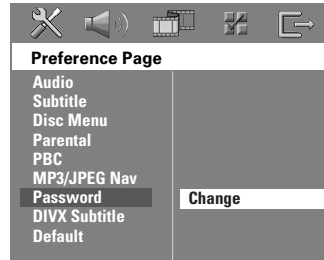 Preference Page
Audio
Subtitle
Disc Menu
Parental
PBC
MP3/JPEG Nav
Password
Change
DIVX Subtitle
Default